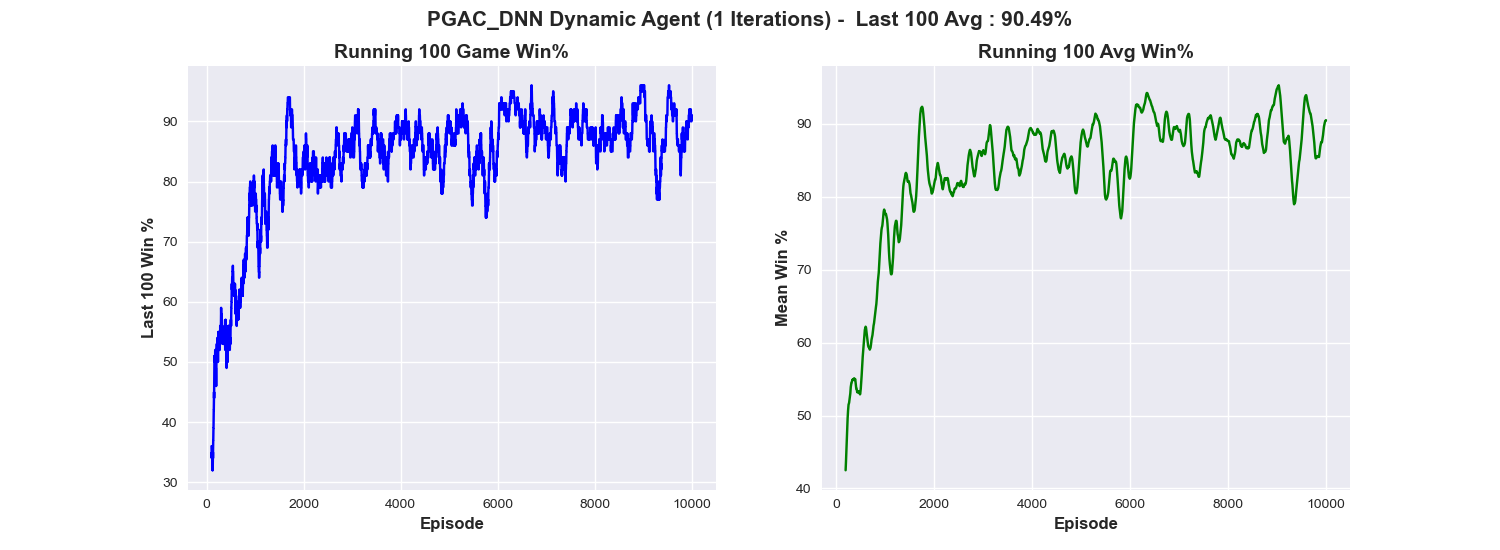 PGAC_DNN Dynamic Agent (1 Iterations) -  Last 100 Avg : 90.49%
Running 100 Game Win%
Last 100 Win %
90
80
70
60
50
40
30
0 2000 4000 6000 8000 10000
Episode
Running 100 Avg Win%
Mean Win %
90
80
70
60
50
40
0 2000 4000 6000 8000 10000
Episode